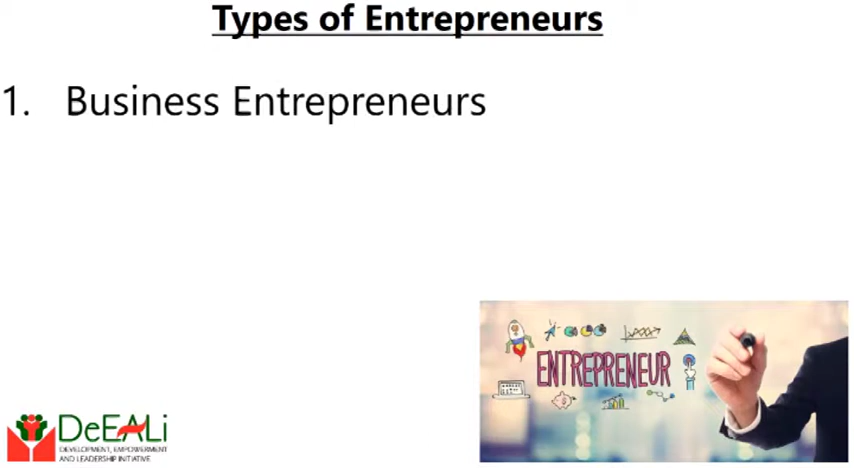 Types of Entrepreneurs
1. Business Entrepreneurs
ENTREPRENEUR
DeEALi
DEVELOPMENT, EMPOWERMENT
AND LEADERSHIP INITIATIVE